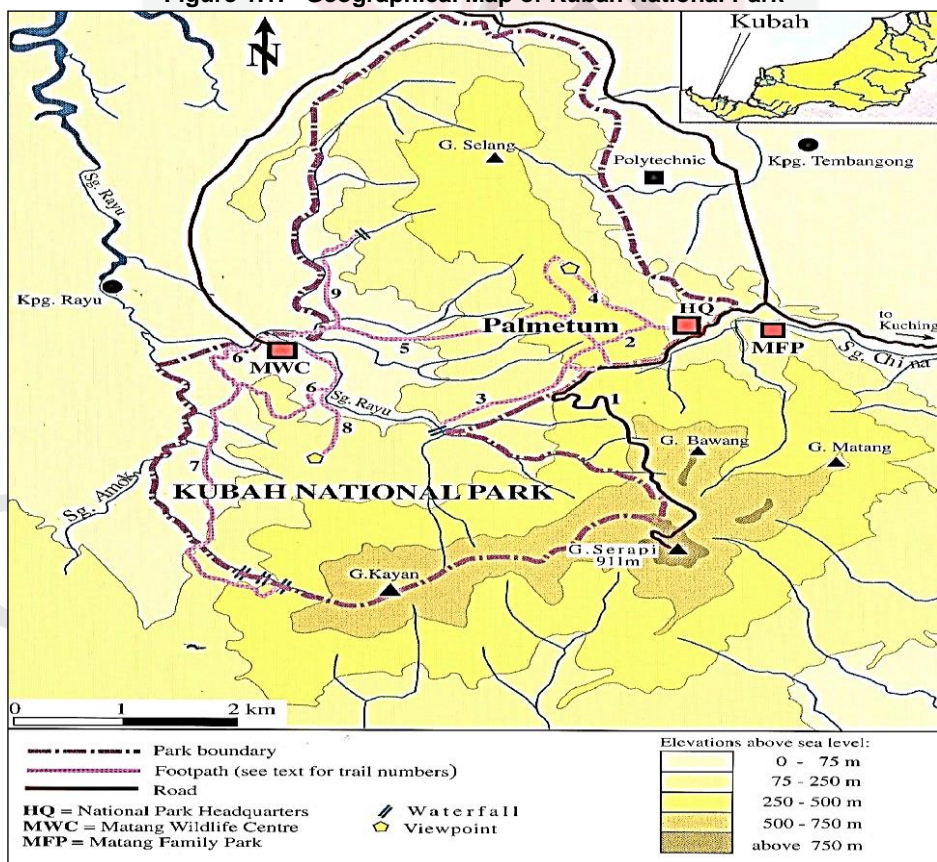 Figure 1.1: Geographical Map of Kubah National Park
Kubah
N
G. Selang
Polytechnic
Kpg. Tembangong
Sg. Rayu
Kpg. Rayu
9
4
HQ
to
Kuching
Palmetum
2
5
MFP
Sg. China
6
MWC
6
Sg. Rayu
3
1
8
G. Bawang
G. Matang
7
KUBAH NATIONAL PARK
Sg. Amok
G. Serapi
911m
G.Kayan
0 1 2 km
Park boundary
Footpath (see text for trail numbers)
Road
HQ = National Park Headquarters
MWC = Matang Wildlife Centre
MFP = Matang Family Park
Waterfall
Viewpoint
Elevations above sea level:
0 - 75 m
75 - 250 m
250 - 500 m
500 - 750 m
above 750 m